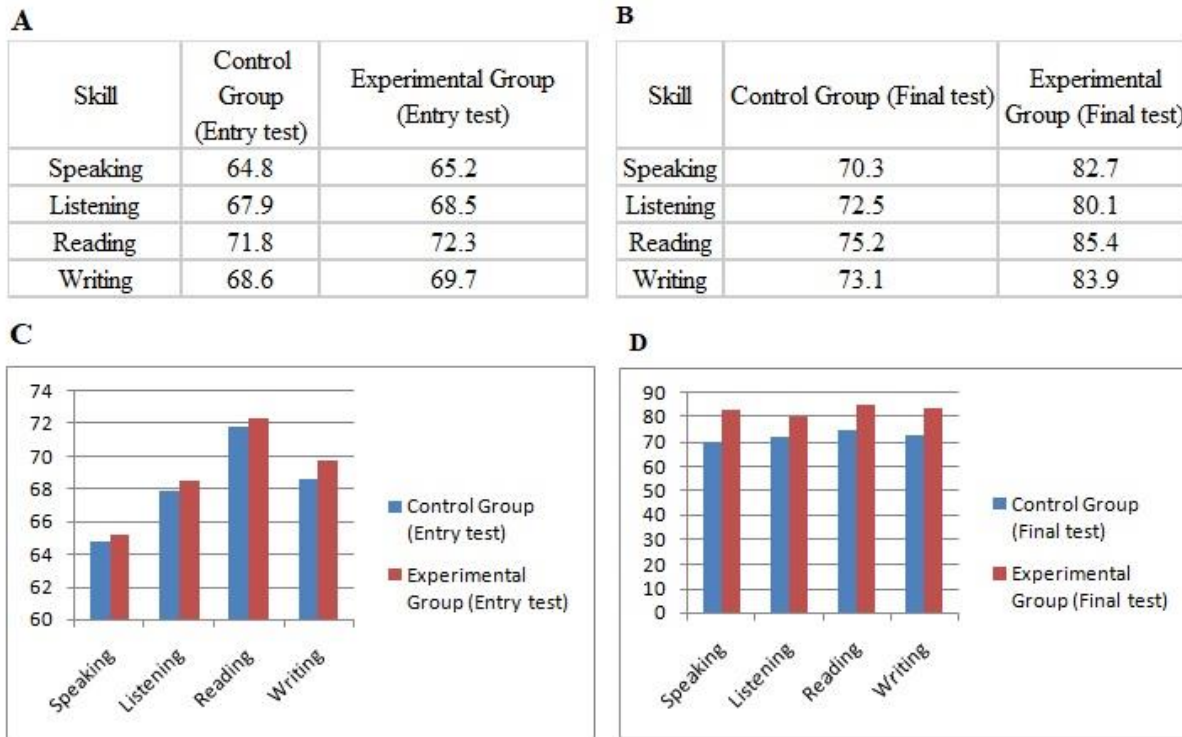 A
Skill
Control
Group
(Entry test)
Experimental Group
(Entry test)
Speaking 64.8 65.2
Listening 67.9 68.5
Reading 71.8 72.3
Writing 68.6 69.7
B
Skill Control Group (Final test) Experimental
Group (Final test)
Speaking 70.3 82.7
Listening 72.5 80.1
Reading 75.2 85.4
Writing 73.1 83.9
C
74
72
70
68
66
64
62
60
Speaking
Listening
Reading
Writing
Control Group
(Entry test)
Experimental
Group (Entry test)
D
90
80
70
60
50
40
30
20
10
0
Speaking
Listening
Reading
Writing
Control Group
(Final test)
Experimental
Group (Final test)